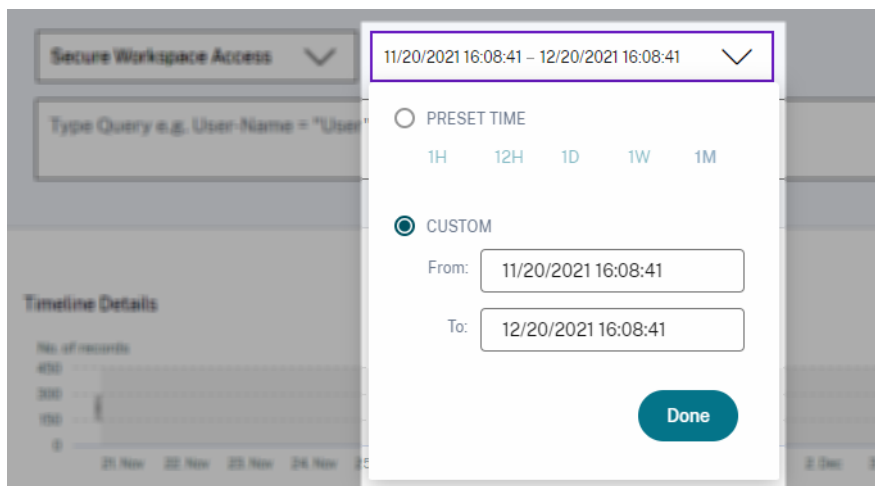 Secure Workspace Access
11/20/2021 16:08:41 – 12/20/2021 16:08:41
Type Query e.g. User-Name = "User"
PRESET TIME
1H 12H 1D 1W 1M
CUSTOM
From: 11/20/2021 16:08:41
To: 12/20/2021 16:08:41
Done
Timeline Details
No. of records
450
300
150
0
21. Nov 22. Nov 23. Nov 24. Nov 25 2. Dec